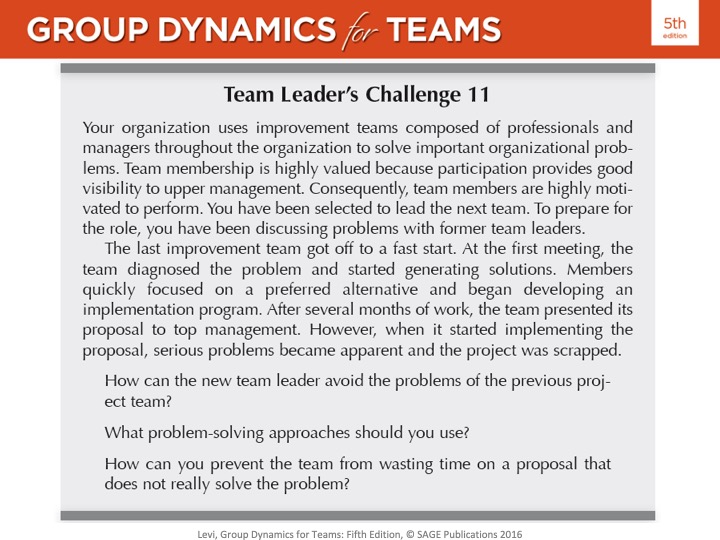 GROUP DYNAMICS for TEAMS
5th
edition
Team Leader's Challenge 11
Your organization uses improvement teams composed of professionals and
managers throughout the organization to solve important organizational prob-
lems. Team membership is highly valued because participation provides good
visibility to upper management. Consequently, team members are highly moti-
vated to perform. You have been selected to lead the next team. To prepare for
the role, you have been discussing problems with former team leaders.
The last improvement team got off to a fast start. At the first meeting, the
team diagnosed the problem and started generating solutions. Members
quickly focused on a preferred alternative and began developing an
implementation program. After several months of work, the team presented its
proposal to top management. However, when it started implementing the
proposal, serious problems became apparent and the project was scrapped.
How can the new team leader avoid the problems of the previous proj-
ect team?
What problem-solving approaches should you use?
How can you prevent the team from wasting time on a proposal that
does not really solve the problem?
Levi, Group Dynamics for Teams: Fifth Edition, © SAGE Publications 2016